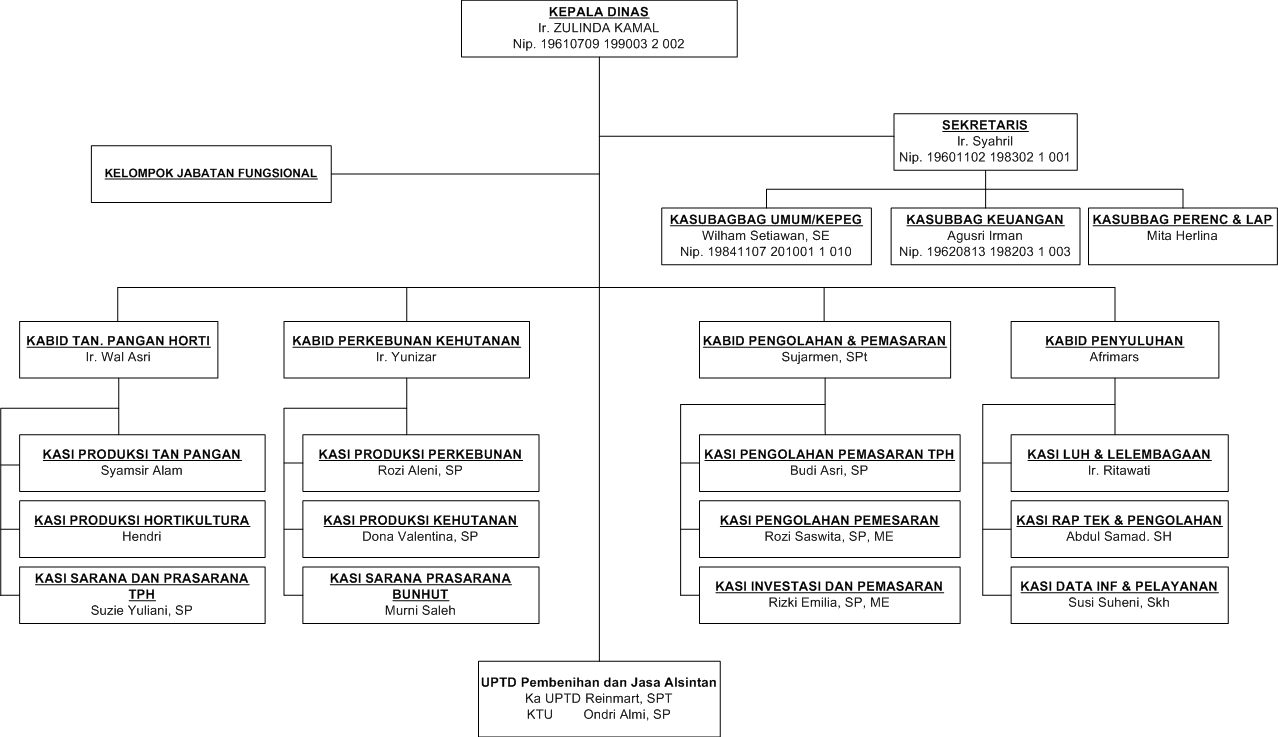 KEPALA DINAS
Ir. ZULINDA KAMAL
Nip. 19610709 199003 2 002
SEKRETARIS
Ir. Syahril
Nip. 19601102 198302 1 001
KELOMPOK JABATAN FUNGSIONAL
KASUBAGBAG UMUM/KEPEG
Wilham Setiawan, SE
Nip. 19841107 201001 1 010
KASUBBAG KEUANGAN
Agusri Irman
Nip. 19620813 198203 1 003
KASUBBAG PERENC & LAP
Mita Herlina
KABID TAN. PANGAN HORTI
Ir. Wal Asri
KABID PERKEBUNAN KEHUTANAN
Ir. Yunizar
KABID PENGOLAHAN & PEMASARAN
Sujarmen, SPt
KABID PENYULUHAN
Afrimars
KASI PRODUKSI TAN PANGAN
Syamsir Alam
KASI PRODUKSI PERKEBUNAN
Rozi Aleni, SP
KASI PENGOLAHAN PEMASARAN TPH
Budi Asri, SP
KASI LUH & LELEMBAGAAN
Ir. Ritawati
KASI PRODUKSI HORTIKULTURA
Hendri
KASI PRODUKSI KEHUTANAN
Dona Valentina, SP
KASI PENGOLAHAN PEMESARAN
Rozi Saswita, SP, ME
KASI RAP TEK & PENGOLAHAN
Abdul Samad. SH
KASI SARANA DAN PRASARANA
TPH
Suzie Yuliani, SP
KASI SARANA PRASARANA
BUNHUT
Murni Saleh
KASI INVESTASI DAN PEMASARAN
Rizki Emilia, SP, ME
KASI DATA INF & PELAYANAN
Susi Suheni, Skh
UPTD Pembenihan dan Jasa Alsintan
Ka UPTD Reinmart, SPT
KTU Ondri Almi, SP